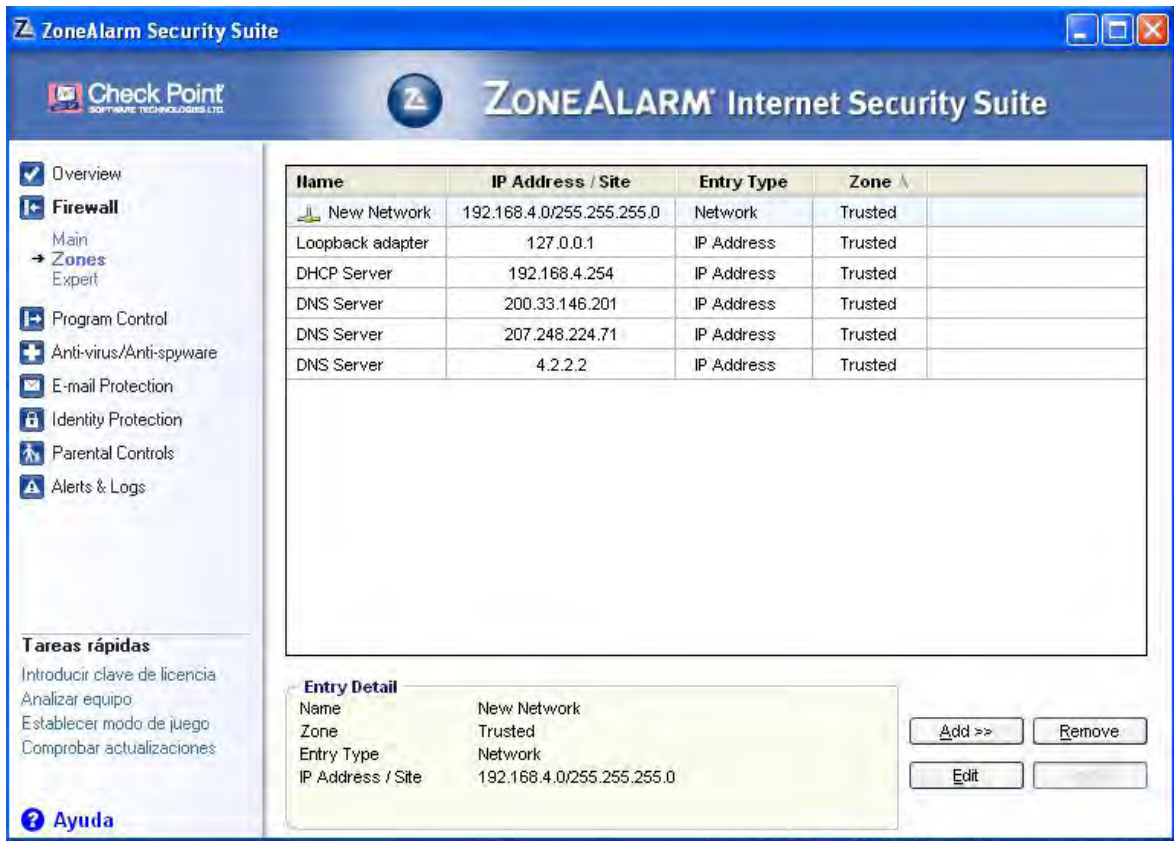 ZoneAlarm Security Suite
Check Point
SOFTWARE TECHNOLOGIES LTD.
ZONEALARM Internet Security Suite
Overview
Firewall
Main
Zones
Expert
Program Control
Anti-virus/Anti-spyware
E-mail Protection
Identity Protection
Parental Controls
Alerts & Logs
Tareas rápidas
Introducir clave de licencia
Analizar equipo
Establecer modo de juego
Comprobar actualizaciones
Ayuda
Name IP Address / Site Entry Type Zone
New Network 192.168.4.0/255.255.255.0 Network Trusted
Loopback adapter 127.0.0.1 IP Address Trusted
DHCP Server 192.168.4.254 IP Address Trusted
DNS Server 200.33.146.201 IP Address Trusted
DNS Server 207.248.224.71 IP Address Trusted
DNS Server 4.2.2.2 IP Address Trusted
Entry Detail
Name New Network
Zone Trusted
Entry Type Network
IP Address / Site 192.168.4.0/255.255.255.0
Add >> Remove
Edit